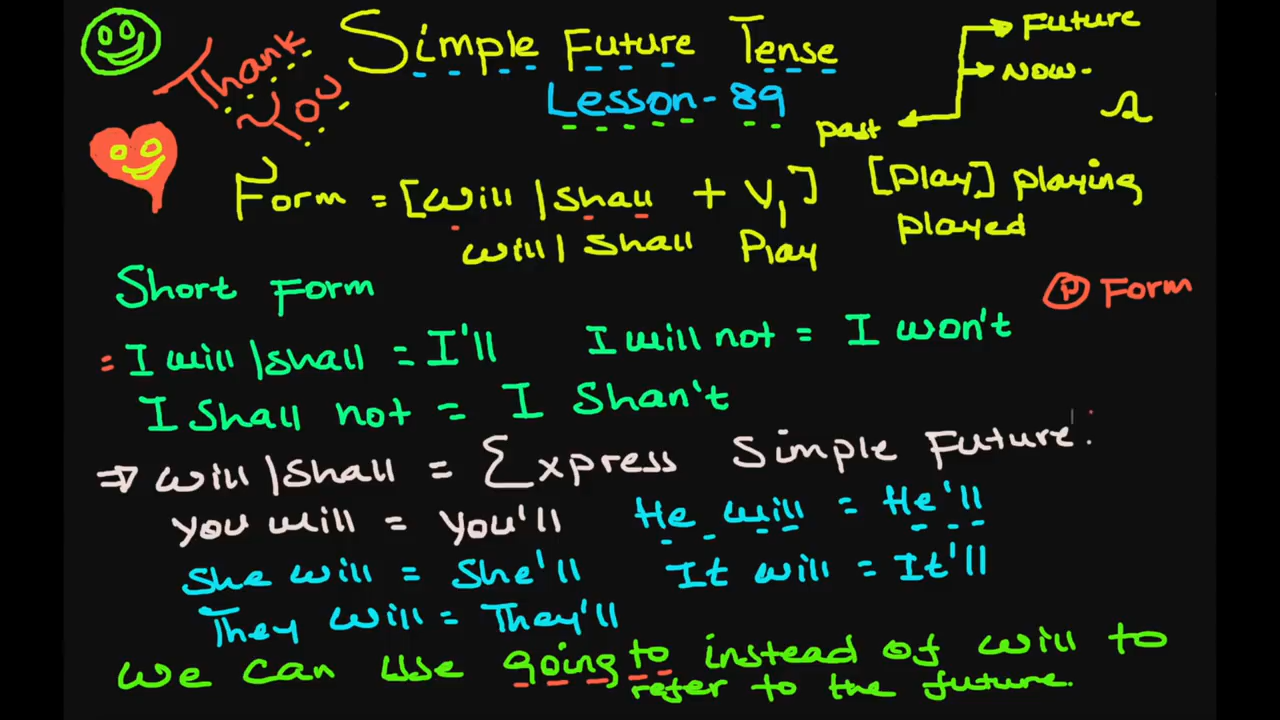 Thank
You
Simple Future Tense
Lesson-89
Future
Now.
past
Form = [will|shall + V1] [play] playing
played
will| shall Play
Short Form
P Form
= I will|shall = I'll I will not = I won't
I shall not = I shan't
⇒ will|shall = Express Simple Future.
you will = you'll He will = He'll
She will = She'll It will = It'll
They will = They'll
we can use going to instead of will to
refer to the future.